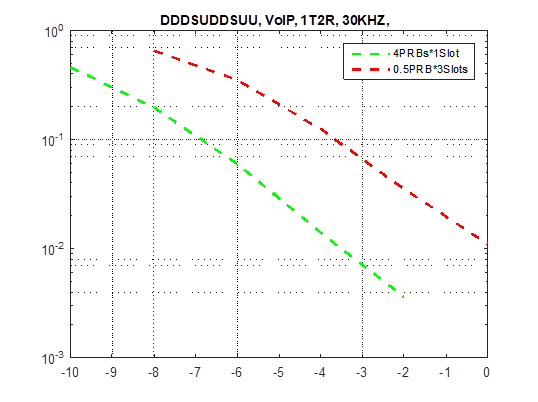 DDDSUDDSUU, VoIP, 1T2R, 30KHZ,
10^0
4PRBs*1Slot
0.5PRB*3Slots
10^-1
10^-2
10^-3
-10 -9 -8 -7 -6 -5 -4 -3 -2 -1 0